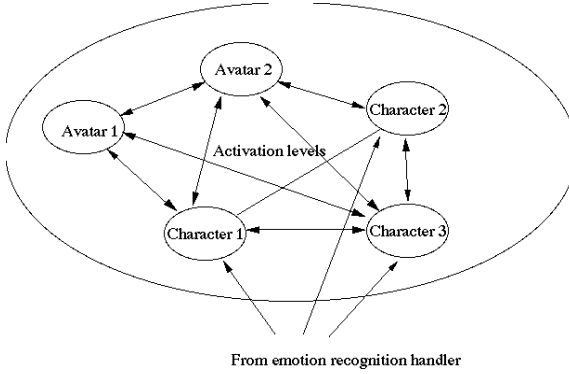 Avatar 2
Character 2
Avatar 1
Activation levels
Character 1
Character 3
From emotion recognition handler